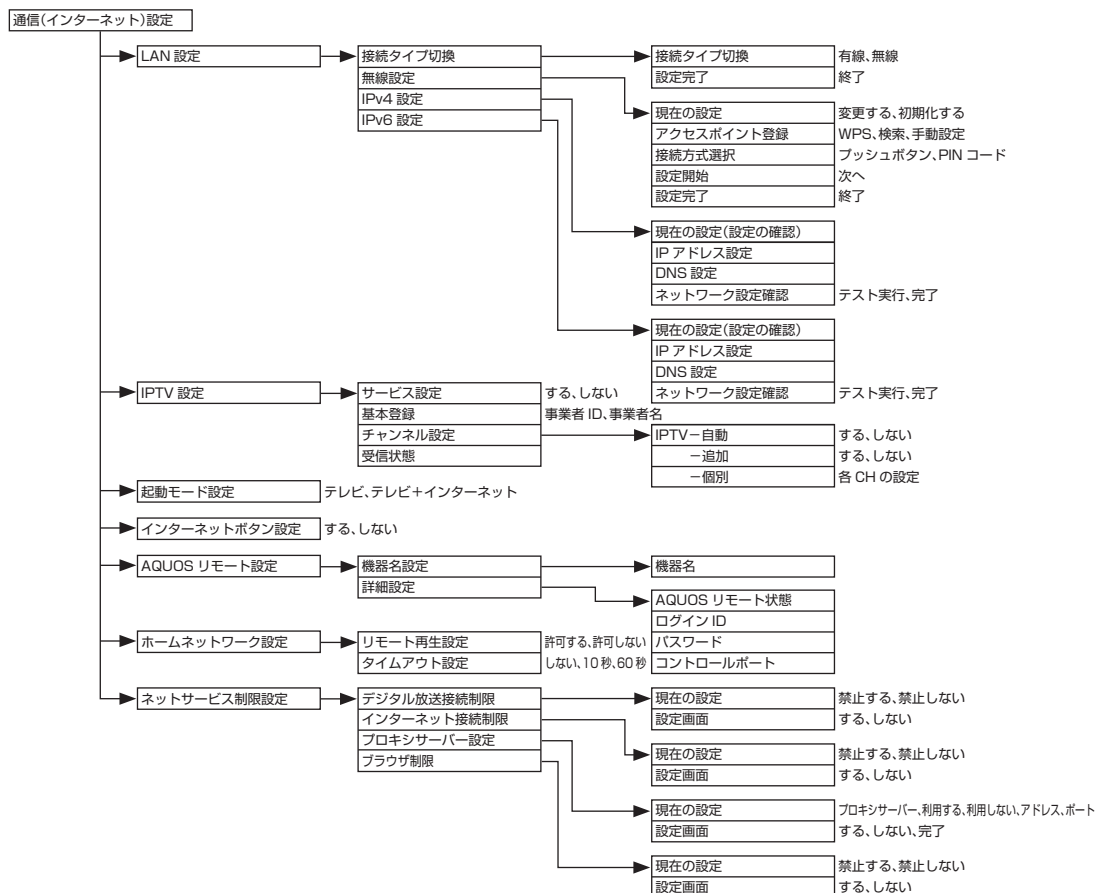 通信(インターネット)設定
LAN 設定
接続タイプ切換
無線設定
IPv4 設定
IPv6 設定
接続タイプ切換 有線、無線
設定完了 終了
現在の設定 変更する、初期化する
アクセスポイント登録 WPS、検索、手動設定
接続方式選択 プッシュボタン、PIN コード
設定開始 次へ
設定完了 終了
現在の設定(設定の確認)
IP アドレス設定
DNS 設定
ネットワーク設定確認 テスト実行、完了
現在の設定(設定の確認)
IP アドレス設定
DNS 設定
ネットワーク設定確認 テスト実行、完了
IPTV 設定
サービス設定 する、しない
基本登録 事業者 ID、事業者名
チャンネル設定
受信状態
IPTV－自動 する、しない
－追加 する、しない
－個別 各 CH の設定
起動モード設定 テレビ、テレビ＋インターネット
インターネットボタン設定 する、しない
AQUOS リモート設定
機器名設定
詳細設定
機器名
AQUOS リモート状態
ログイン ID
パスワード
コントロールポート
ホームネットワーク設定
リモート再生設定 許可する、許可しない
タイムアウト設定 しない、10 秒、60 秒
ネットサービス制限設定
デジタル放送接続制限
インターネット接続制限
プロキシサーバー設定
ブラウザ制限
現在の設定 禁止する、禁止しない
設定画面 する、しない
現在の設定 禁止する、禁止しない
設定画面 する、しない
現在の設定 プロキシサーバー、利用する、利用しない、アドレス、ポート
設定画面 する、しない、完了
現在の設定 禁止する、禁止しない
設定画面 する、しない